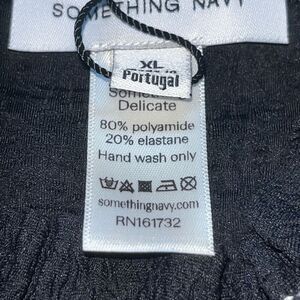 SOMETHING NAVY
XL
Portugal
Delicate
80% polyamide
20% elastane
Hand wash only
somethingnavy.com
RN161732